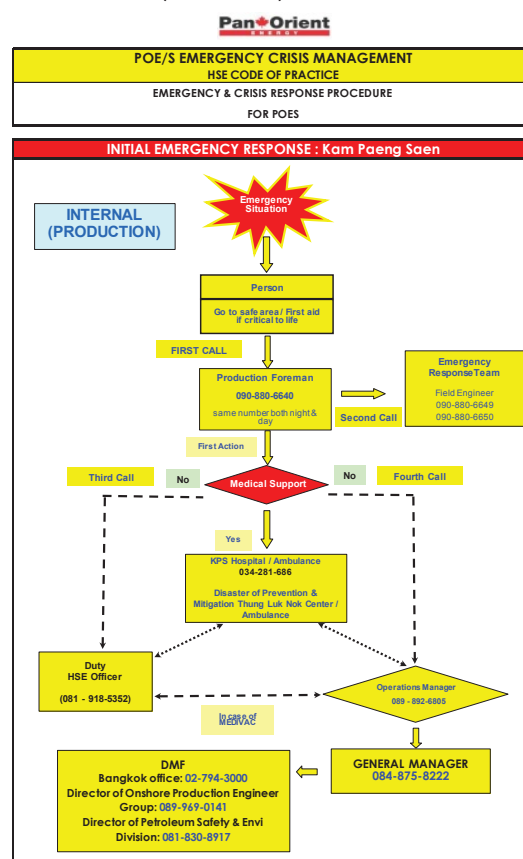 Pan Orient
ENERGY
POE/S EMERGENCY CRISIS MANAGEMENT
HSE CODE OF PRACTICE
EMERGENCY & CRISIS RESPONSE PROCEDURE
FOR POES
INITIAL EMERGENCY RESPONSE : Kam Paeng Saen
Emergency
Situation
INTERNAL
(PRODUCTION)
Person
Go to safe area / First aid
if critical to life
FIRST CALL
Production Foreman
090-880-6640
same number both night &
day
Second Call
Emergency
ResponseTeam
Field Engineer
090-880-6649
090-880-6650
First Action
Third Call
No
Medical Support
No
Fourth Call
Yes
KPS Hospital / Ambulance
034-281-686
Disaster of Prevention &
Mitigation Thung Luk Nok Center /
Ambulance
Duty
HSE Officer
(081 - 918-5352)
Operations Manager
089 - 892-6805
In case of
MEDIVAC
GENERAL MANAGER
084-875-8222
DMF
Bangkok office: 02-794-3000
Director of Onshore Production Engineer
Group: 089-969-0141
Director of Petroleum Safety & Envi
Division: 081-830-8917